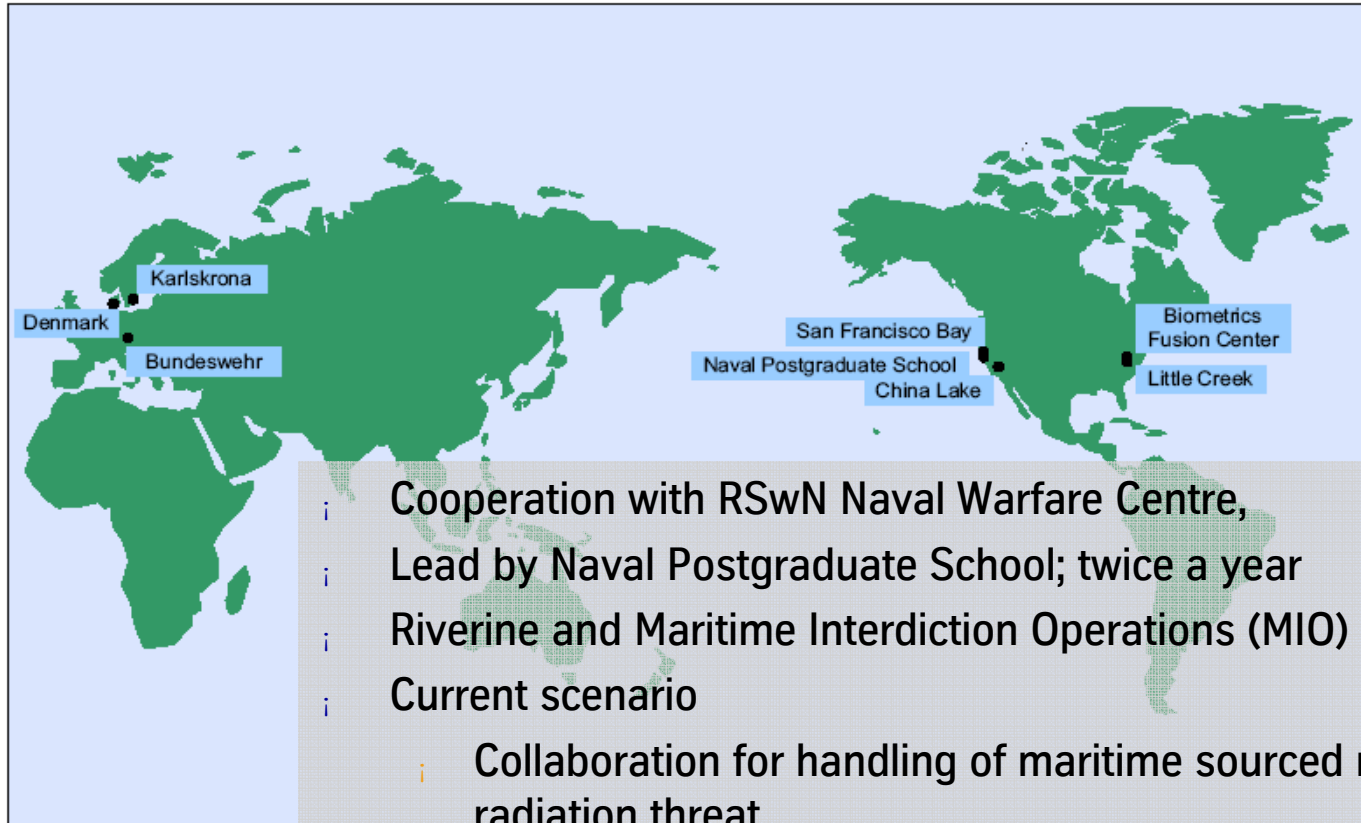 Karlskrona
Denmark
Bundeswehr
San Francisco Bay
Naval Postgraduate School
China Lake
Biometrics
Fusion Center
Little Creek
¡ Cooperation with RSwN Naval Warfare Centre,
¡ Lead by Naval Postgraduate School; twice a year
¡ Riverine and Maritime Interdiction Operations (MIO)
¡ Current scenario
¡ Collaboration for handling of maritime sourced
radiation threat